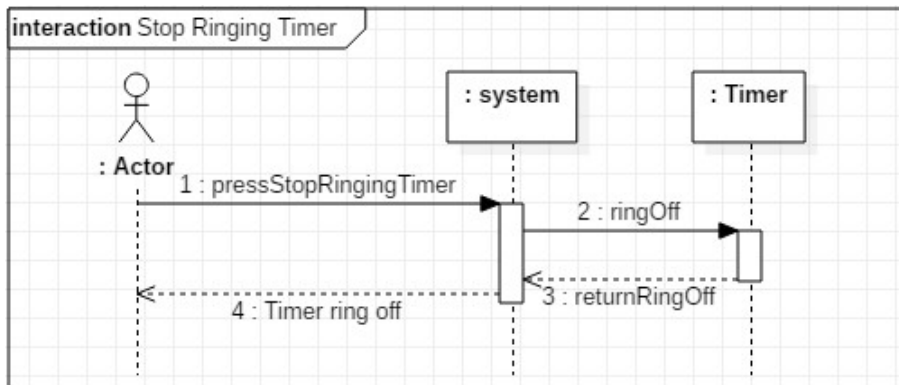 interaction Stop Ringing Timer
: system
: Timer
: Actor
1 : pressStopRingingTimer
2 : ringOff
3 : returnRingOff
4 : Timer ring off